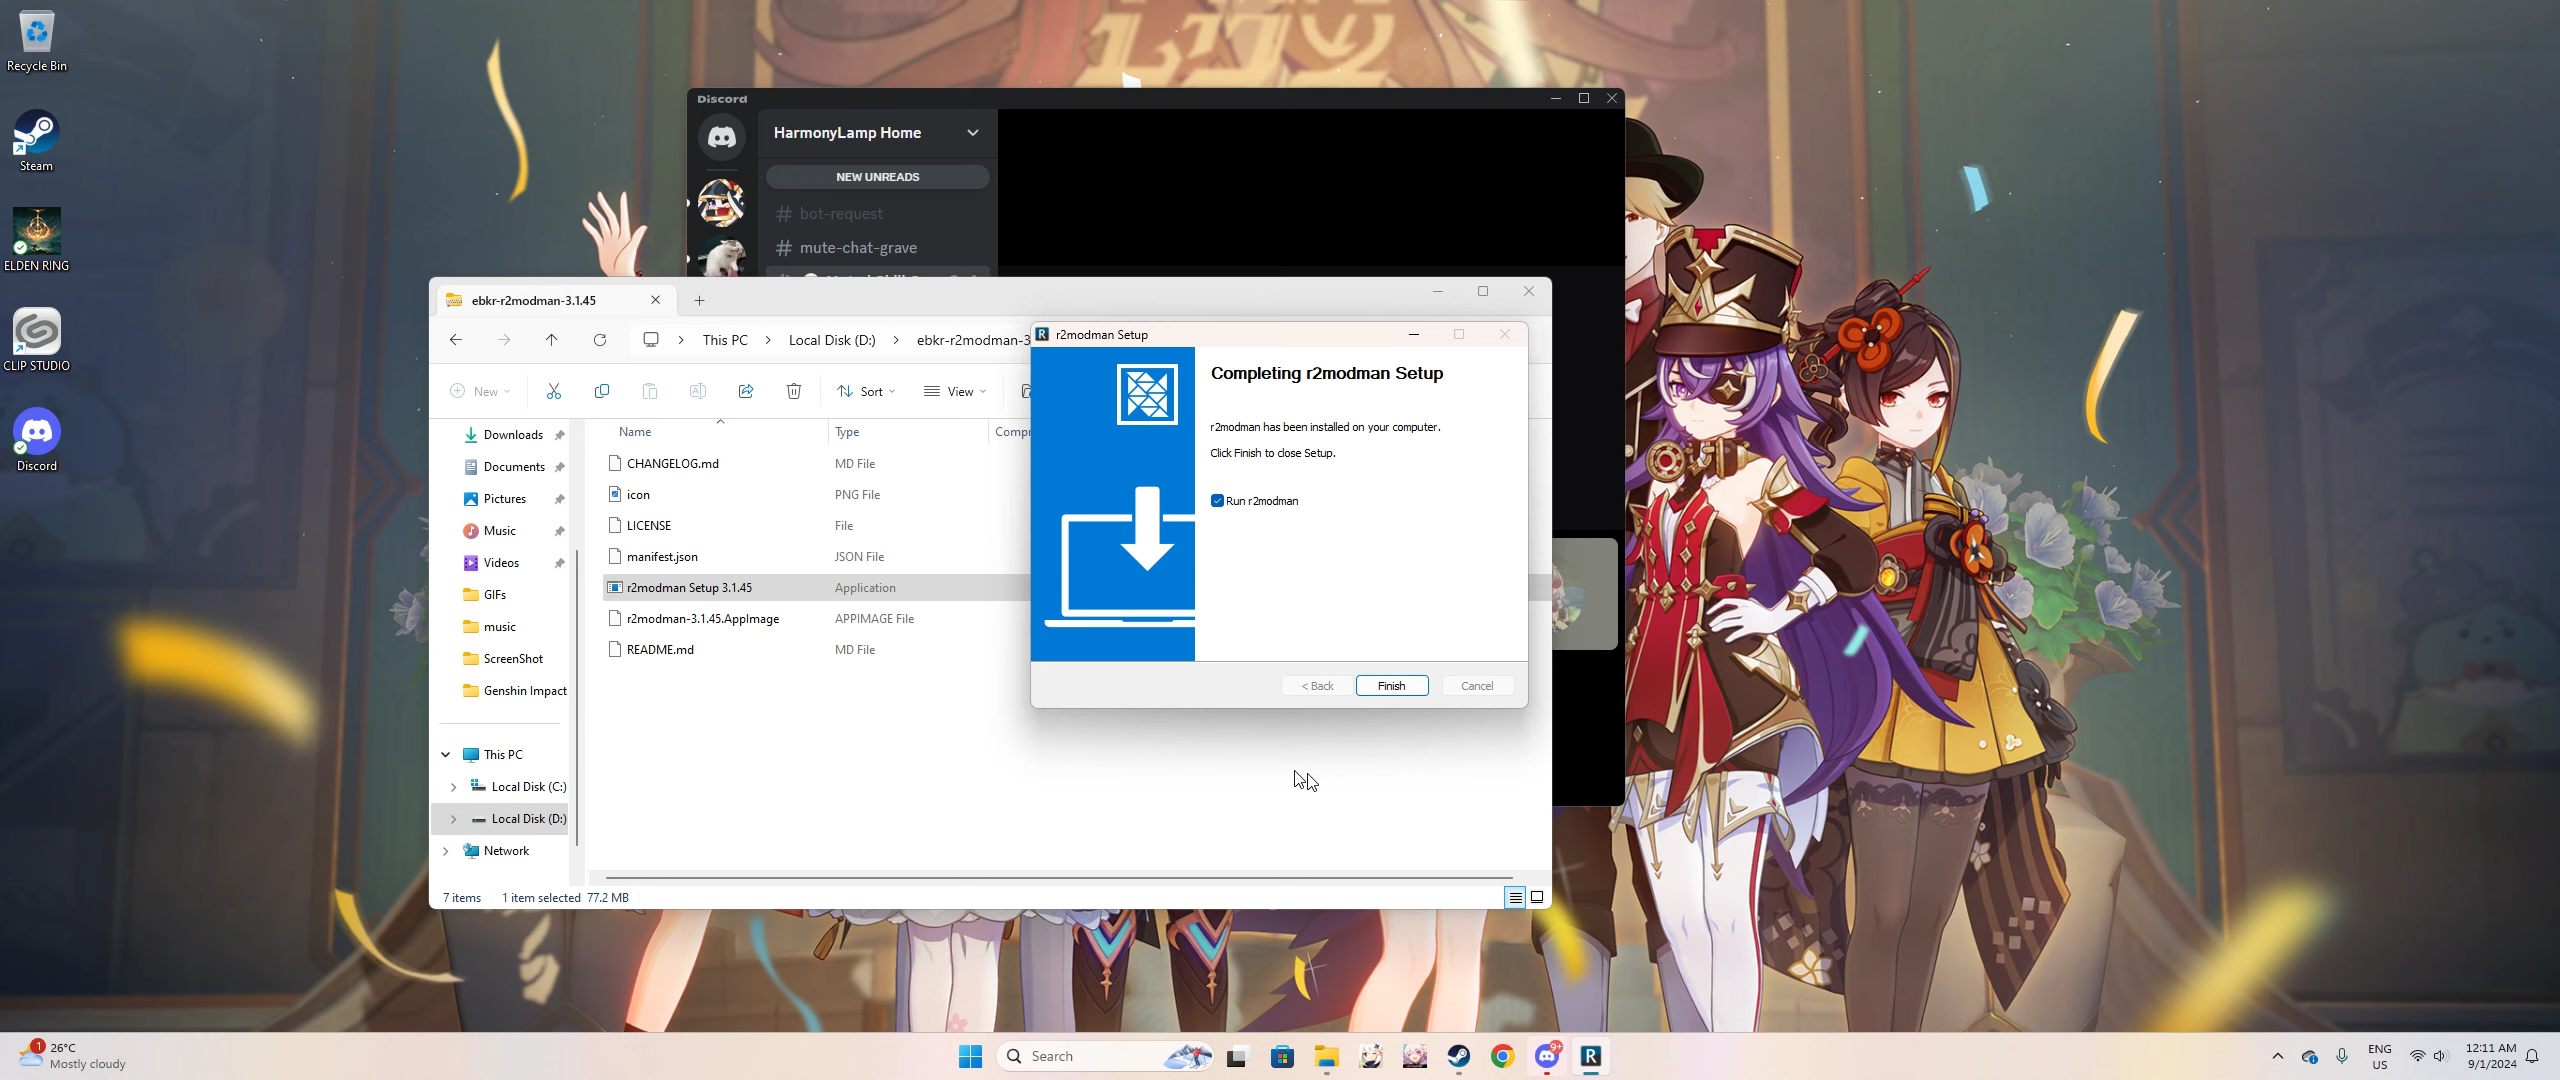 Recycle Bin
Steam
ELDEN RING
CLIP STUDIO
Discord
Discord
HarmonyLamp Home
NEW UNREADS
# bot-request
# mute-chat-grave
ebkr-r2modman-3.1.45
This PC > Local Disk (D:) > ebkr-r2modman-3
New
Sort
View
Downloads
Documents
Pictures
Music
Videos
GIFs
music
ScreenShot
Genshin Impact
This PC
Local Disk (C:)
Local Disk (D:)
Network
Name Type Compr
CHANGELOG.md MD File
icon PNG File
LICENSE File
manifest.json JSON File
r2modman Setup 3.1.45 Application
r2modman-3.1.45.AppImage APPIMAGE File
README.md MD File
7 items 1 item selected 77.2 MB
r2modman Setup
Completing r2modman Setup
r2modman has been installed on your computer.
Click Finish to close Setup.
Run r2modman
< Back Finish Cancel
1
26°C
Mostly cloudy
Search
9+
ENG
US
12:11 AM
9/1/2024